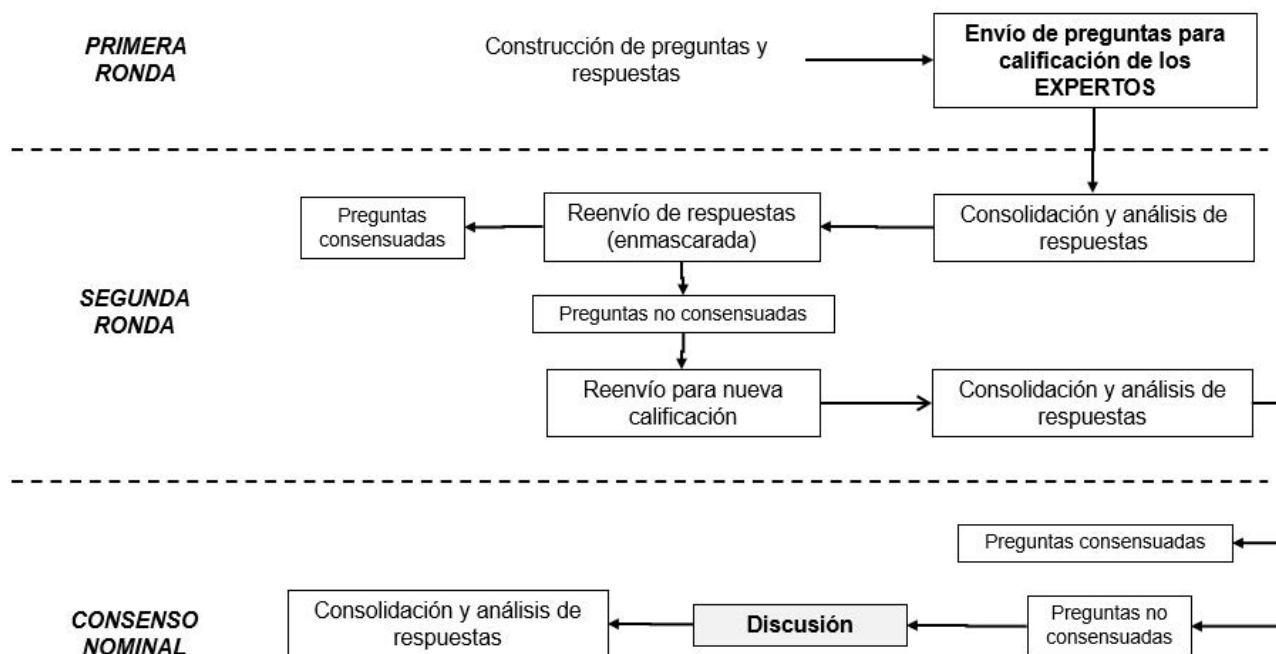 PRIMERA
RONDA
Construcción de preguntas y
respuestas
Envío de preguntas para
calificación de los
EXPERTOS
SEGUNDA
RONDA
Preguntas
consensuadas
Reenvío de respuestas
(enmascarada)
Consolidación y análisis de
respuestas
Preguntas no consensuadas
Reenvío para nueva
calificación
Consolidación y análisis de
respuestas
CONSENSO
NOMINAL
Preguntas consensuadas
Consolidación y análisis de
respuestas
Discusión
Preguntas no
consensuadas